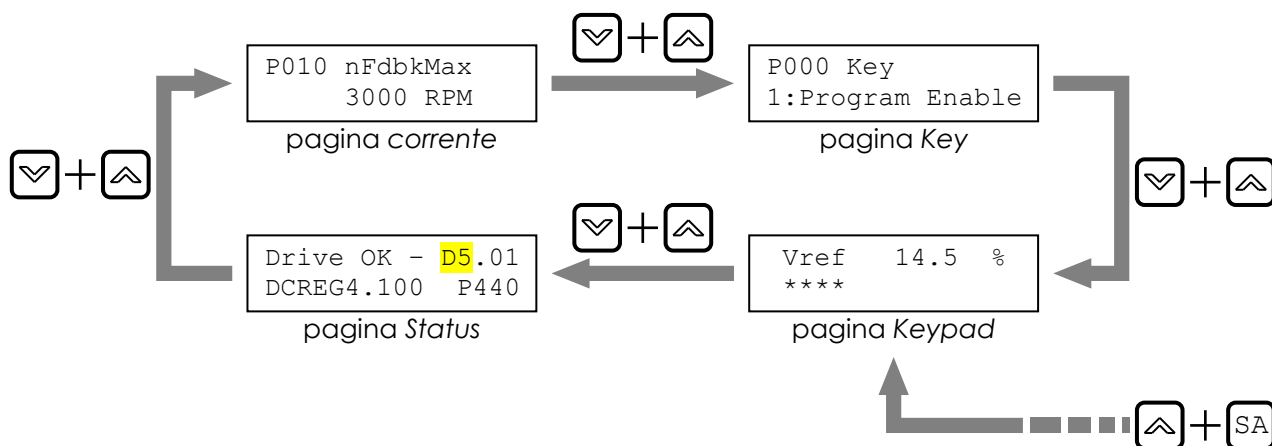 P010 nFdbkMax
3000 RPM
pagina corrente
+
P000 Key
1:Program Enable
pagina Key
+
+
Drive OK – D5.01
DCREG4.100 P440
pagina Status
+
Vref 14.5 %
****
pagina Keypad
+ SA